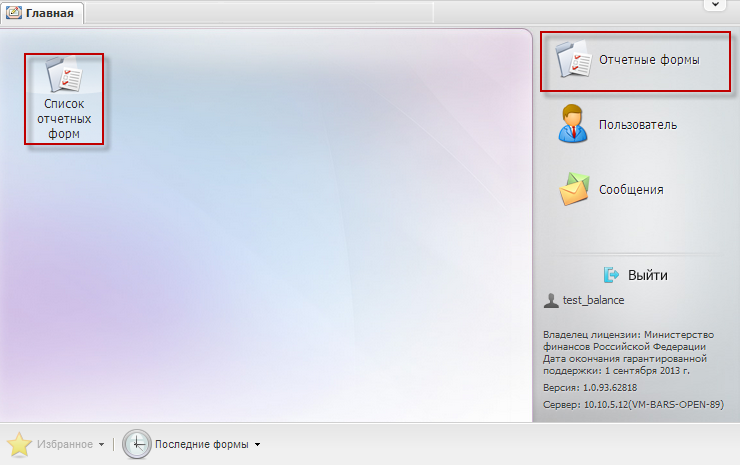 Главная
Список
отчетных
форм
Отчетные формы
Пользователь
Сообщения
Выйти
test_balance
Владелец лицензии: Министерство
финансов Российской Федерации
Дата окончания гарантированной
поддержки: 1 сентября 2013 г.
Версия: 1.0.93.62818
Сервер: 10.10.5.12(VM-BARS-OPEN-89)
Избранное
Последние формы